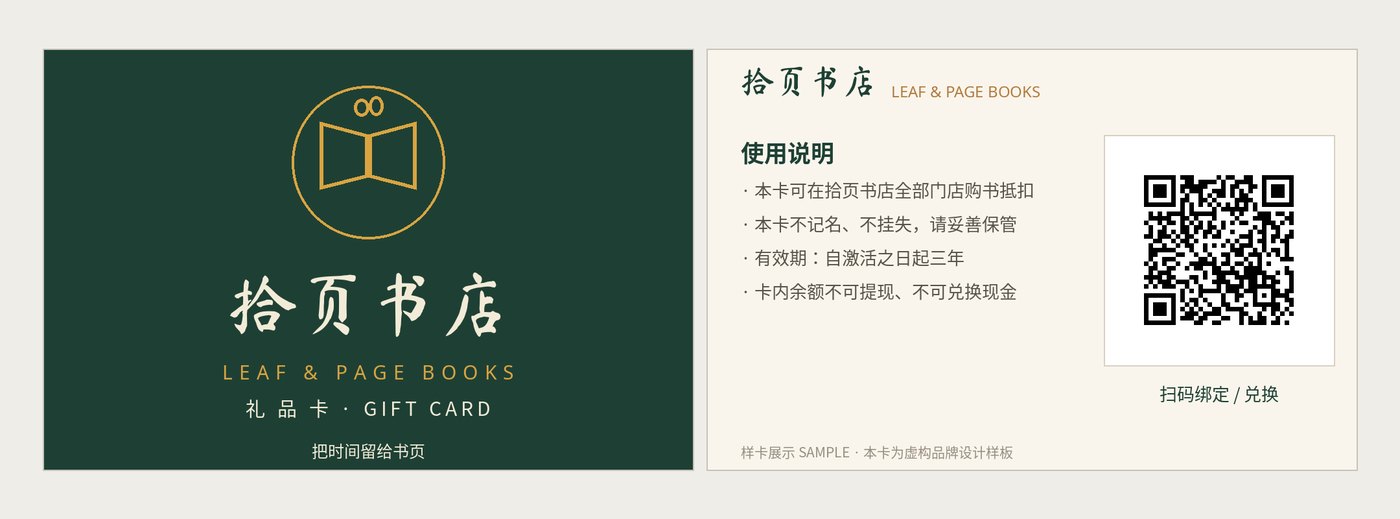 拾页书店
LEAF & PAGE BOOKS
礼品卡 · GIFT CARD
把时间留给书页
拾页书店 LEAF & PAGE BOOKS
使用说明
· 本卡可在拾页书店全部门店购书抵扣
· 本卡不记名、不挂失，请妥善保管
· 有效期：自激活之日起三年
· 卡内余额不可提现、不可兑换现金
扫码绑定 / 兑换
样卡展示 SAMPLE · 本卡为虚构品牌设计样板